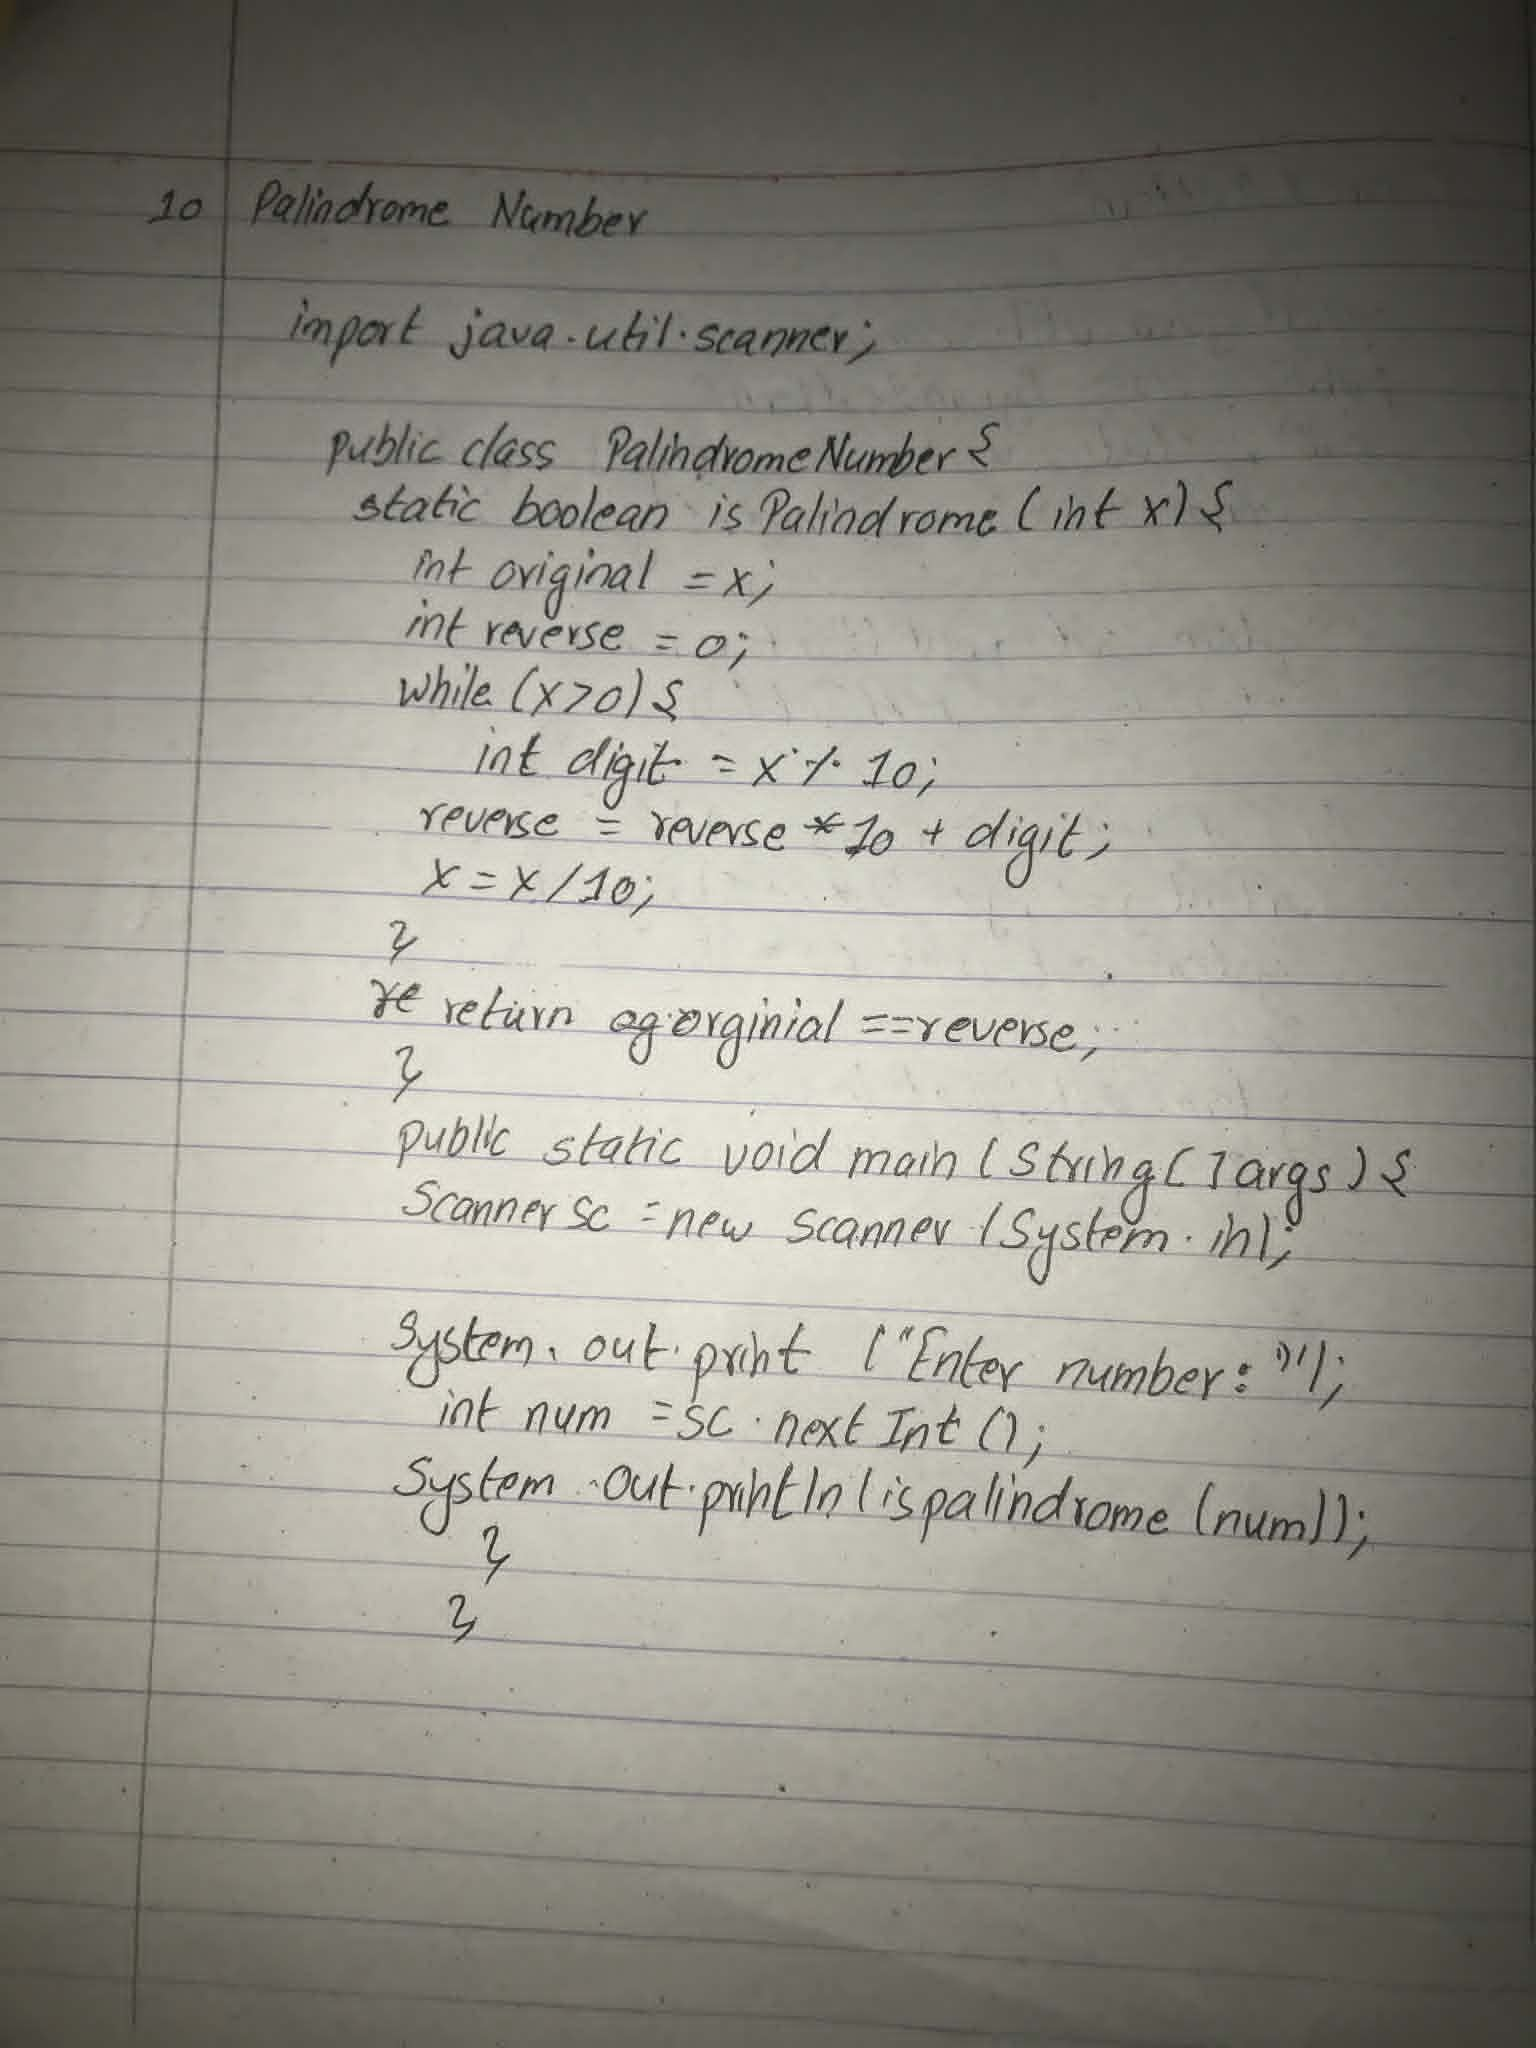 10 Palindrome Number
import java.util.scanner;
public class PalindromeNumber {
static boolean is Palindrome (int x) {
int original = x;
int reverse = 0;
while (x>0) {
int digit = x % 10;
reverse = reverse * 10 + digit;
x = x / 10;
}
re return og orginial == reverse;
}
public static void main (String [] args) {
Scanner sc = new scanner (System.in);
System.out.print ("Enter number:");
int num = sc.next Int ();
System.out.println (ispalindrome (num));
}
}